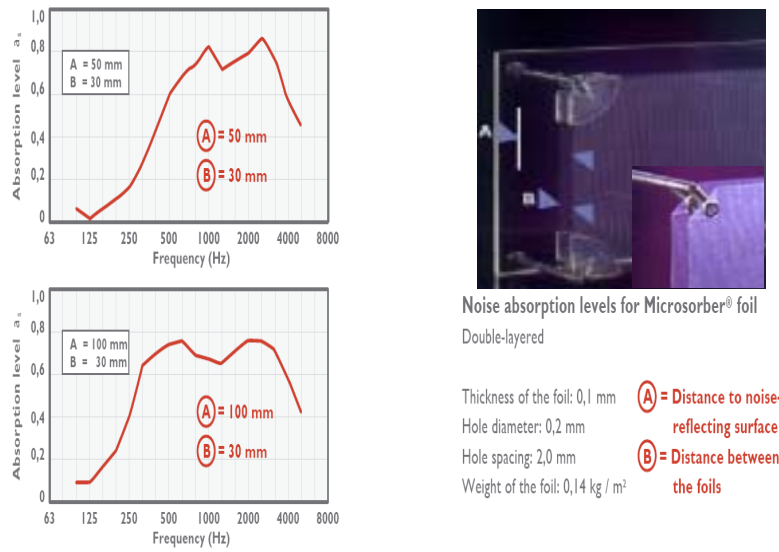 1,0
0,8
0,6
0,4
0,2
0
Absorption level a s
A = 50 mm
B = 30 mm
A = 50 mm
B = 30 mm
63 125 250 500 1000 2000 4000 8000
Frequency (Hz)
1,0
0,8
0,6
0,4
0,2
0
Absorption level a s
A = 100 mm
B = 30 mm
A = 100 mm
B = 30 mm
63 125 250 500 1000 2000 4000 8000
Frequency (Hz)
A
B
Noise absorption levels for Microsorber® foil
Double-layered
Thickness of the foil: 0,1 mm
Hole diameter: 0,2 mm
Hole spacing: 2,0 mm
Weight of the foil: 0,14 kg / m²
A = Distance to noise-
reflecting surface
B = Distance between
the foils